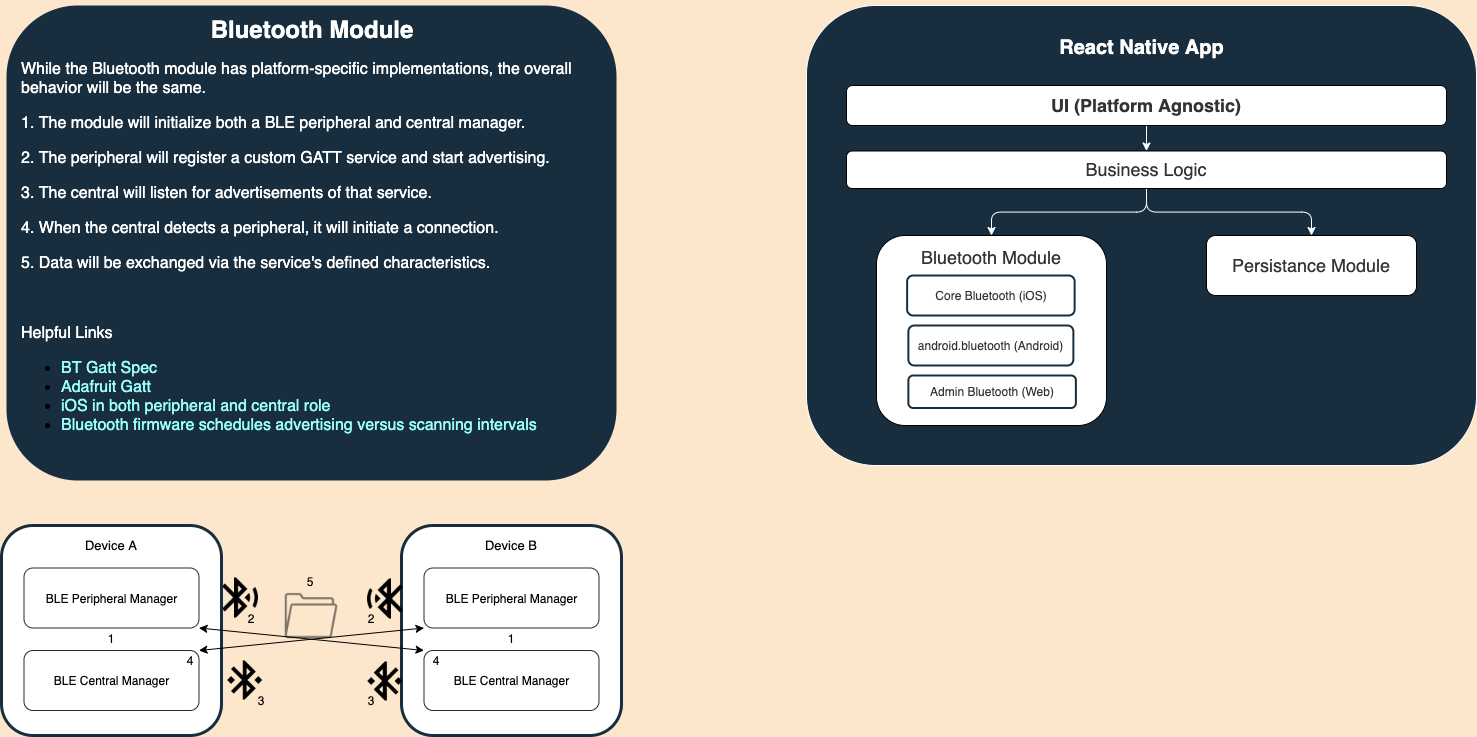 Bluetooth Module
While the Bluetooth module has platform-specific implementations, the overall
behavior will be the same.
1. The module will initialize both a BLE peripheral and central manager.
2. The peripheral will register a custom GATT service and start advertising.
3. The central will listen for advertisements of that service.
4. When the central detects a peripheral, it will initiate a connection.
5. Data will be exchanged via the service's defined characteristics.
Helpful Links
• BT Gatt Spec
• Adafruit Gatt
• iOS in both peripheral and central role
• Bluetooth firmware schedules advertising versus scanning intervals
React Native App
UI (Platform Agnostic)
Business Logic
Bluetooth Module
Core Bluetooth (iOS)
android.bluetooth (Android)
Admin Bluetooth (Web)
Persistance Module
Device A
BLE Peripheral Manager
1
4
BLE Central Manager
2
3
5
2
3
Device B
BLE Peripheral Manager
1
4
BLE Central Manager